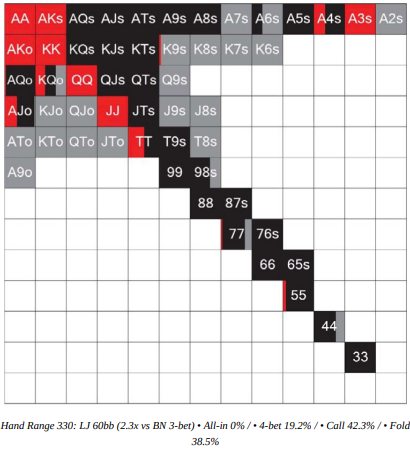 AA AKs AQs AJs ATs A9s A8s A7s A6s A5s A4s A3s A2s
AKo KK KQs KJs KTs K9s K8s K7s K6s
AQo KQo QQ QJs QTs Q9s
AJo KJo QJo JJ JTs J9s J8s
ATo KTo QTo JTo TT T9s T8s
A9o 99 98s
88 87s
77 76s
66 65s
55
44
33
Hand Range 330: LJ 60bb (2.3x vs BN 3-bet) • All-in 0% / • 4-bet 19.2% / • Call 42.3% / • Fold
38.5%